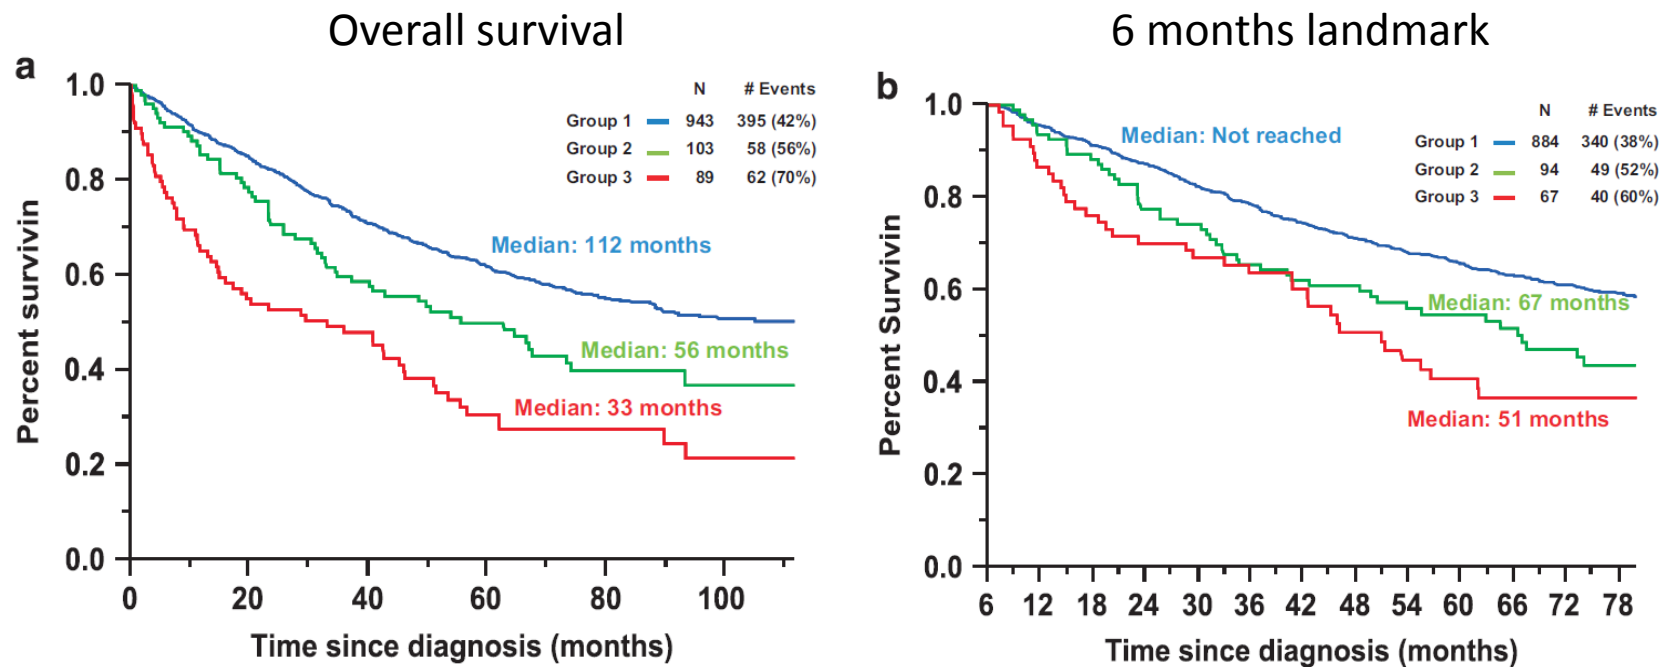 Overall survival
a
N # Events
Group 1 943 395 (42%)
Group 2 103 58 (56%)
Group 3 89 62 (70%)
Median: 112 months
Median: 56 months
Median: 33 months
Percent survivin
1.0
0.8
0.6
0.4
0.2
0.0
0 20 40 60 80 100
Time since diagnosis (months)
6 months landmark
b
N # Events
Group 1 884 340 (38%)
Group 2 94 49 (52%)
Group 3 67 40 (60%)
Median: Not reached
Median: 67 months
Median: 51 months
Percent Survivin
1.0
0.8
0.6
0.4
0.2
0.0
6 12 18 24 30 36 42 48 54 60 66 72 78
Time since diagnosis (months)